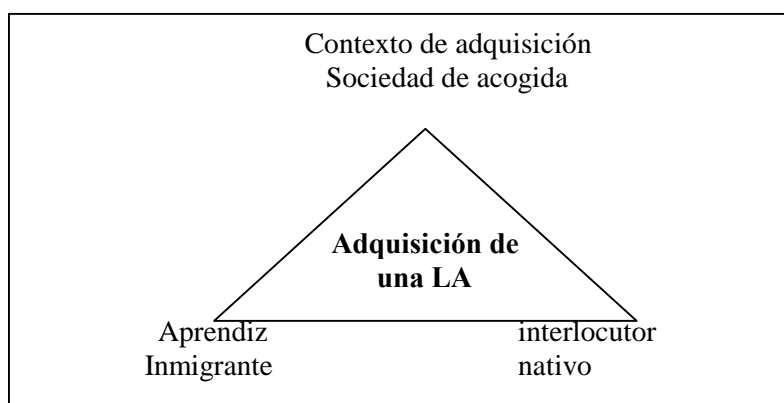 Contexto de adquisición
Sociedad de acogida
Adquisición de
una LA
Aprendiz
Inmigrante
interlocutor
nativo